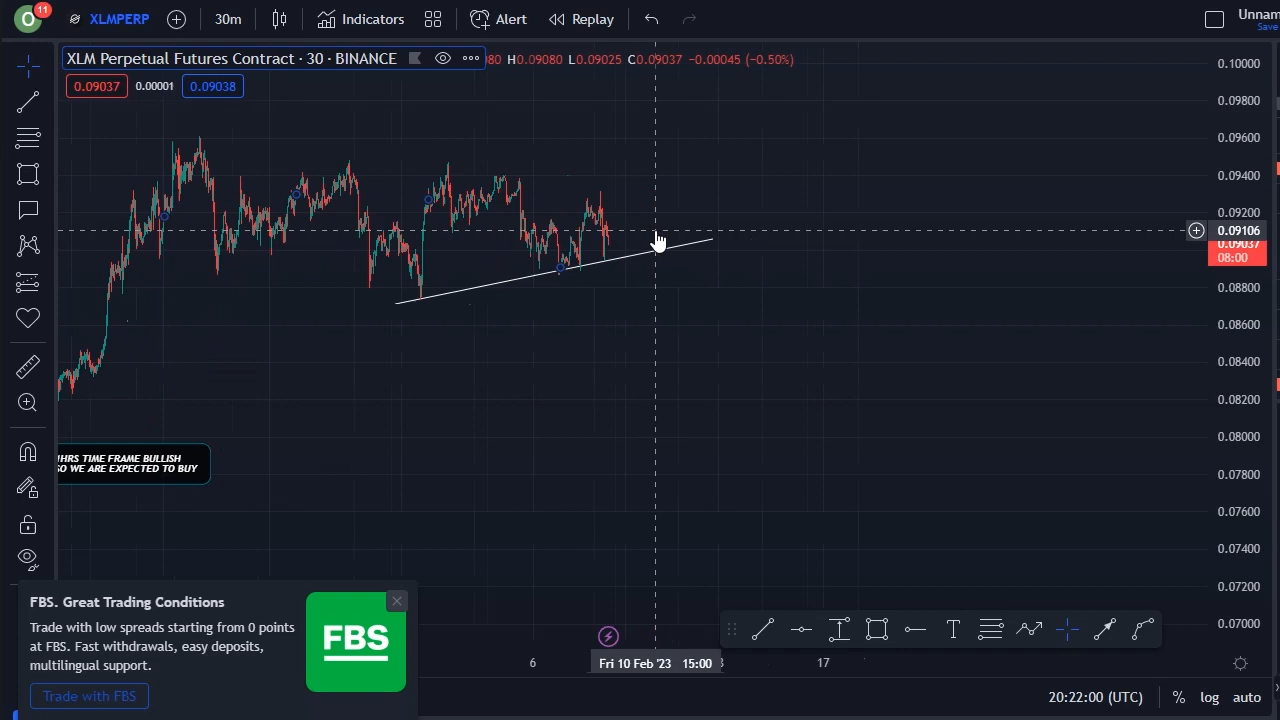 O 11 XLMPERP 30m Indicators Alert Replay Unnam
Save
XLM Perpetual Futures Contract · 30 · BINANCE 80 H0.09080 L0.09025 C0.09037 −0.00045 (−0.50%)
0.09037 0.00001 0.09038
0.10000
0.09800
0.09600
0.09400
0.09200
0.09106
0.09037
08:00
0.08800
0.08600
0.08400
0.08200
0.08000
0.07800
0.07600
0.07400
0.07200
0.07000
HRS TIME FRAME BULLISH
SO WE ARE EXPECTED TO BUY
FBS. Great Trading Conditions
Trade with low spreads starting from 0 points
at FBS. Fast withdrawals, easy deposits,
multilingual support.
Trade with FBS
FBS
6 Fri 10 Feb '23 15:00 3 17
20:22:00 (UTC) % log auto